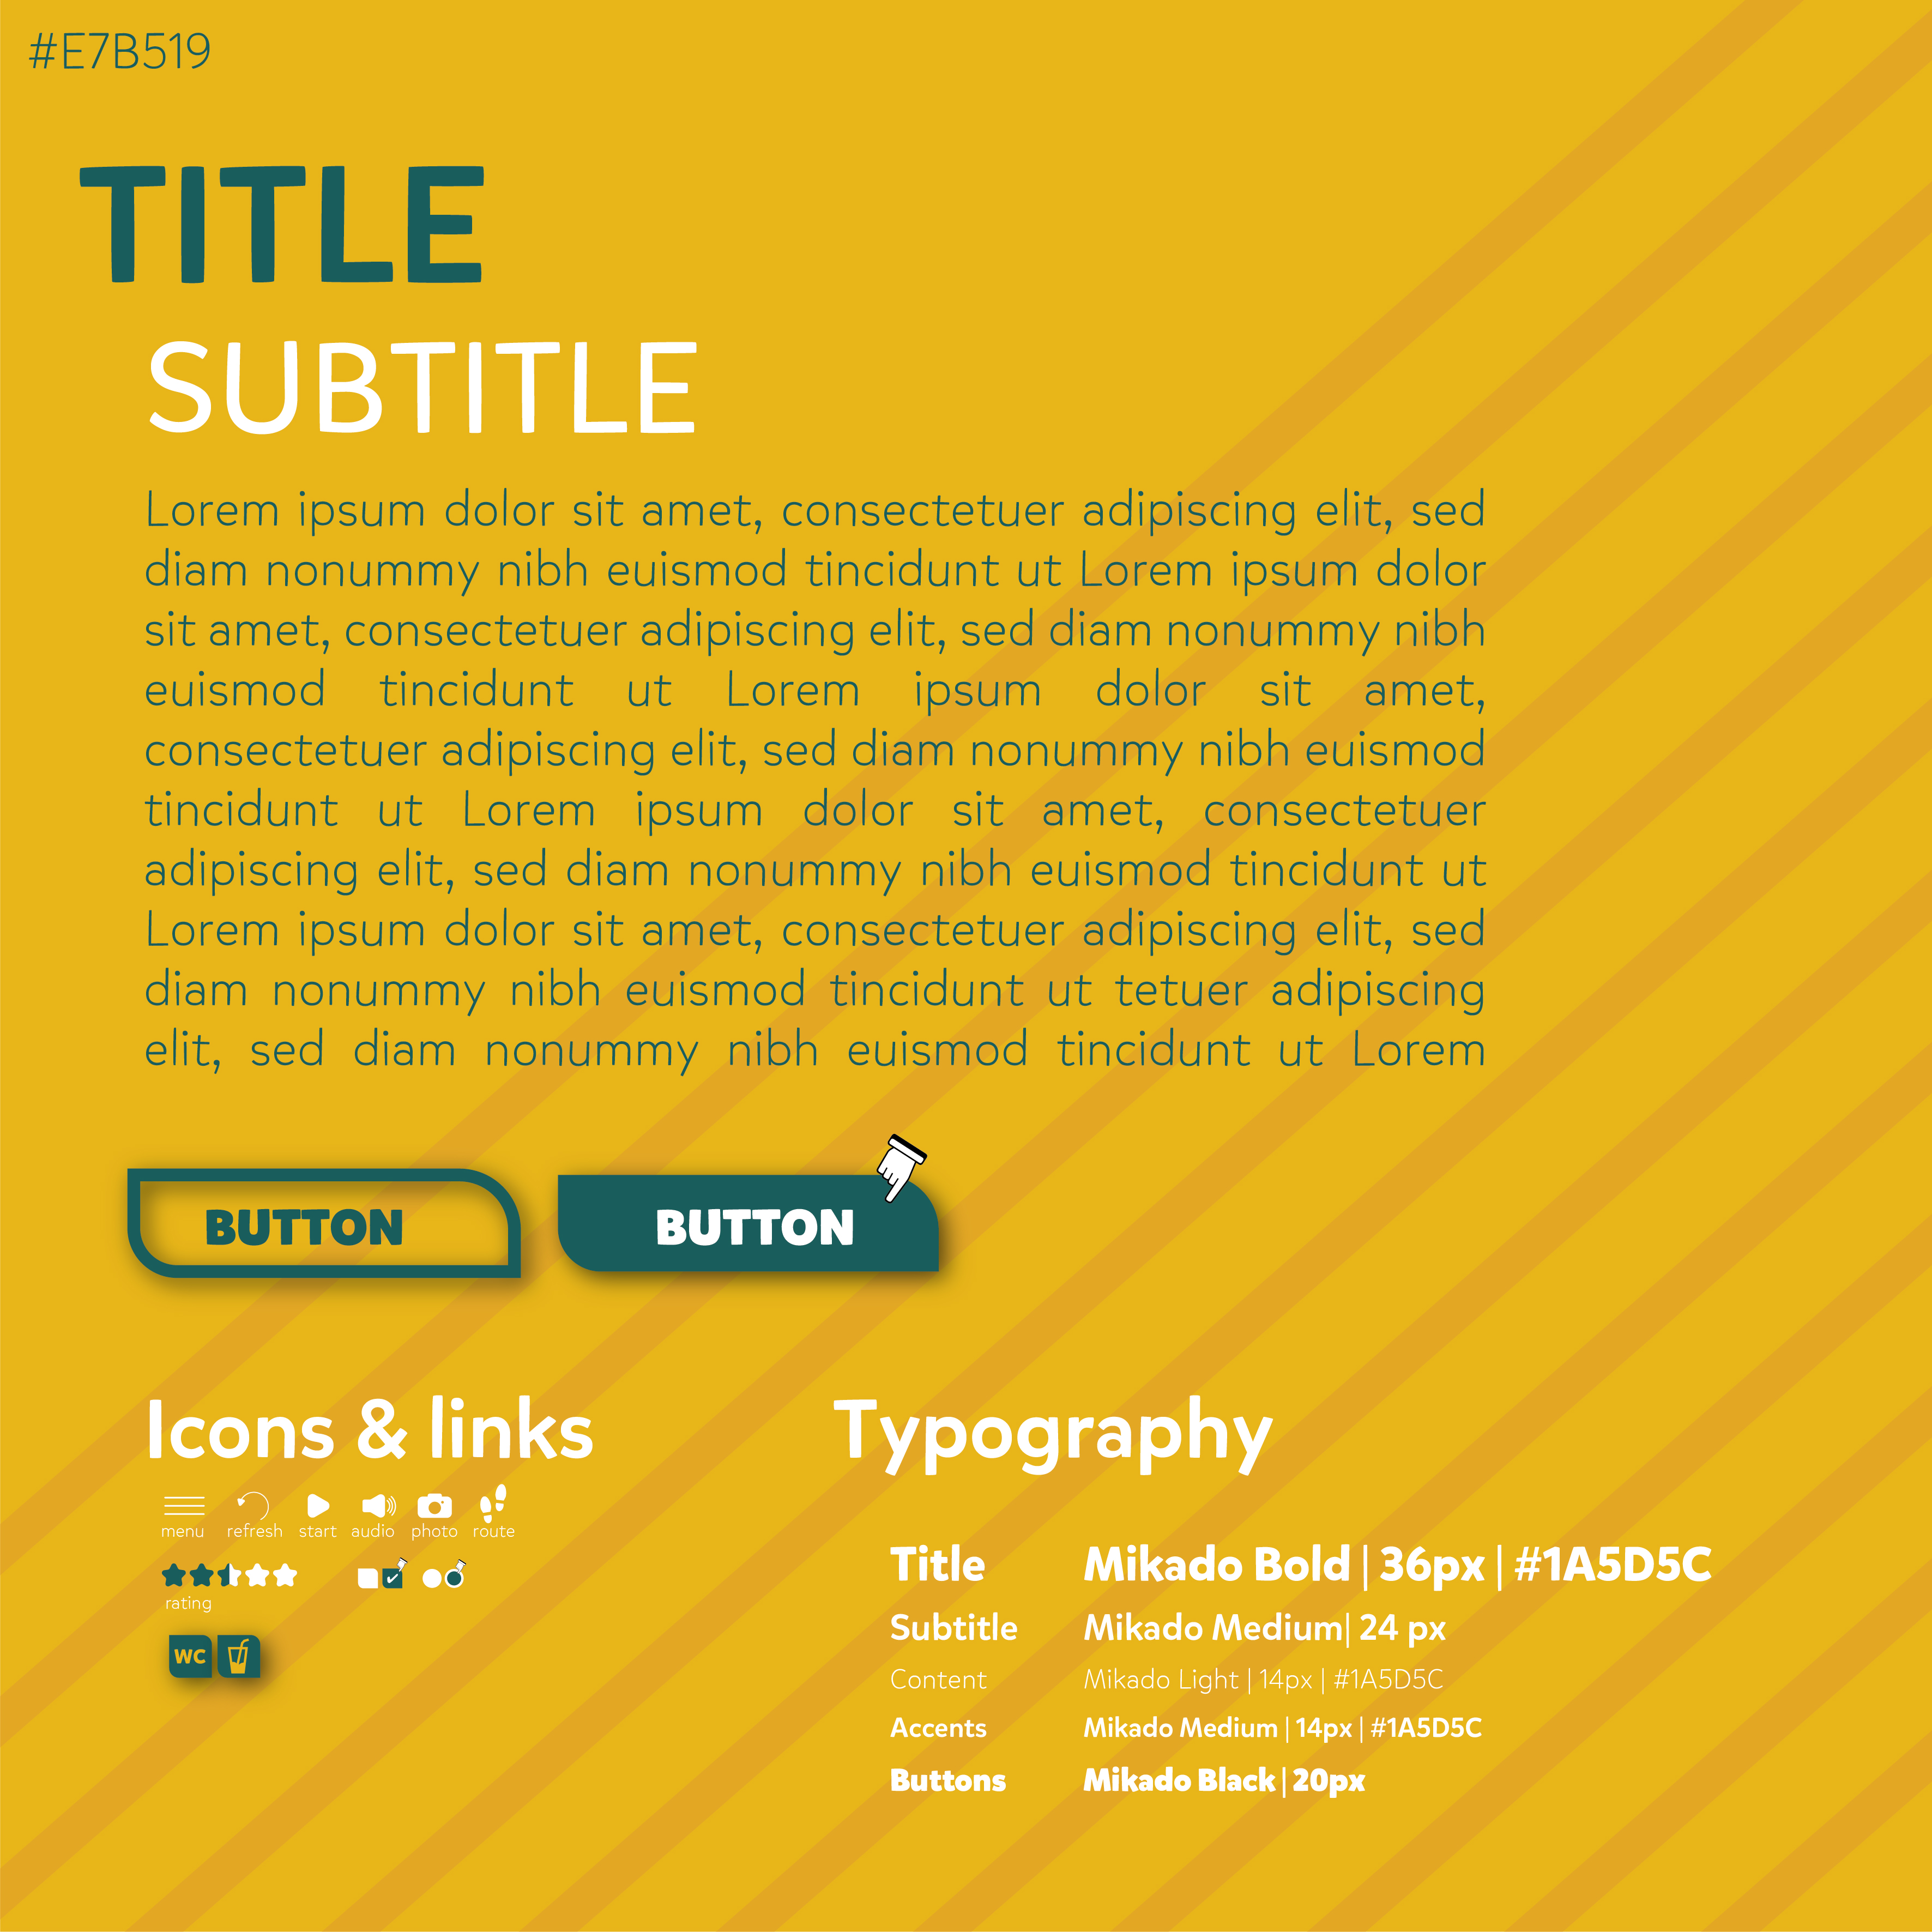 #E7B519
TITLE
SUBTITLE
Lorem ipsum dolor sit amet, consectetuer adipiscing elit, sed
diam nonummy nibh euismod tincidunt ut Lorem ipsum dolor
sit amet, consectetuer adipiscing elit, sed diam nonummy nibh
euismod tincidunt ut Lorem ipsum dolor sit amet,
consectetuer adipiscing elit, sed diam nonummy nibh euismod
tincidunt ut Lorem ipsum dolor sit amet, consectetuer
adipiscing elit, sed diam nonummy nibh euismod tincidunt ut
Lorem ipsum dolor sit amet, consectetuer adipiscing elit, sed
diam nonummy nibh euismod tincidunt ut tetuer adipiscing
elit, sed diam nonummy nibh euismod tincidunt ut Lorem
BUTTON
BUTTON
Icons & links
menu refresh start audio photo route
rating
WC
Typography
Title Mikado Bold | 36px | #1A5D5C
Subtitle Mikado Medium| 24 px
Content Mikado Light | 14px | #1A5D5C
Accents Mikado Medium | 14px | #1A5D5C
Buttons Mikado Black | 20px